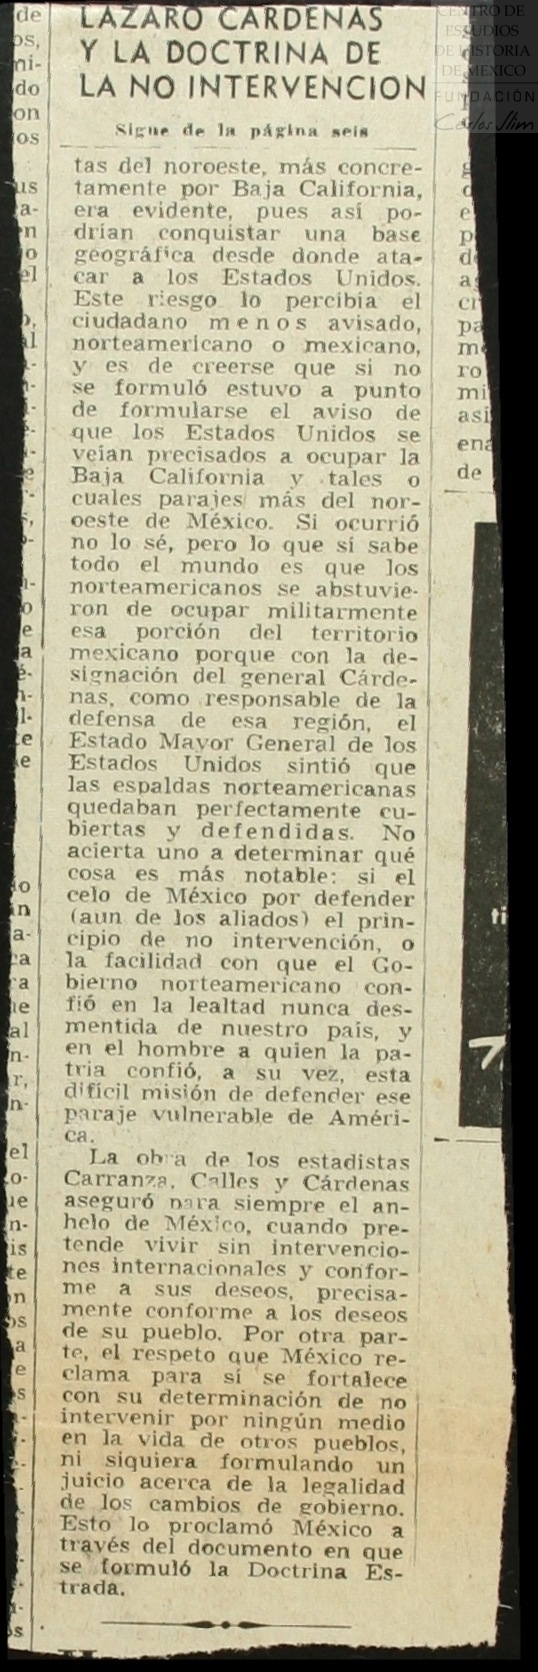 LAZARO CARDENAS
Y LA DOCTRINA DE
LA NO INTERVENCION
Sigue de la página seis
tas del noroeste, más concre-
tamente por Baja California,
era evidente, pues así po-
drían conquistar una base
geográfica desde donde ata-
car a los Estados Unidos.
Este riesgo lo percibía el
ciudadano menos avisado,
norteamericano o mexicano,
y es de creerse que si no
se formuló estuvo a punto
de formularse el aviso de
que los Estados Unidos se
veían precisados a ocupar la
Baja California y tales o
cuales parajes más del nor-
oeste de México. Si ocurrió
no lo sé, pero lo que sí sabe
todo el mundo es que los
norteamericanos se abstuvie-
ron de ocupar militarmente
esa porción del territorio
mexicano porque con la de-
signación del general Cárde-
nas, como responsable de la
defensa de esa región, el
Estado Mayor General de los
Estados Unidos sintió que
las espaldas norteamericanas
quedaban perfectamente cu-
biertas y defendidas. No
acierta uno a determinar qué
cosa es más notable: si el
celo de México por defender
(aun de los aliados) el prin-
cipio de no intervención, o
la facilidad con que el Go-
bierno norteamericano con-
fió en la lealtad nunca des-
mentida de nuestro país, y
en el hombre a quien la pa-
tria confió, a su vez, esta
difícil misión de defender ese
paraje vulnerable de Améri-
ca.
La obra de los estadistas
Carranza, Calles y Cárdenas
aseguró para siempre el an-
helo de México, cuando pre-
tende vivir sin intervencio-
nes internacionales y confor-
me a sus deseos, precisa-
mente conforme a los deseos
de su pueblo. Por otra par-
te, el respeto que México re-
clama para sí se fortalece
con su determinación de no
intervenir por ningún medio
en la vida de otros pueblos,
ni siquiera formulando un
juicio acerca de la legalidad
de los cambios de gobierno.
Esto lo proclamó México a
través del documento en que
se formuló la Doctrina Es-
trada.
CENTRO DE
ESTUDIOS
DE HISTORIA
DE MEXICO
FUNDACIÓN
Carlos Slim